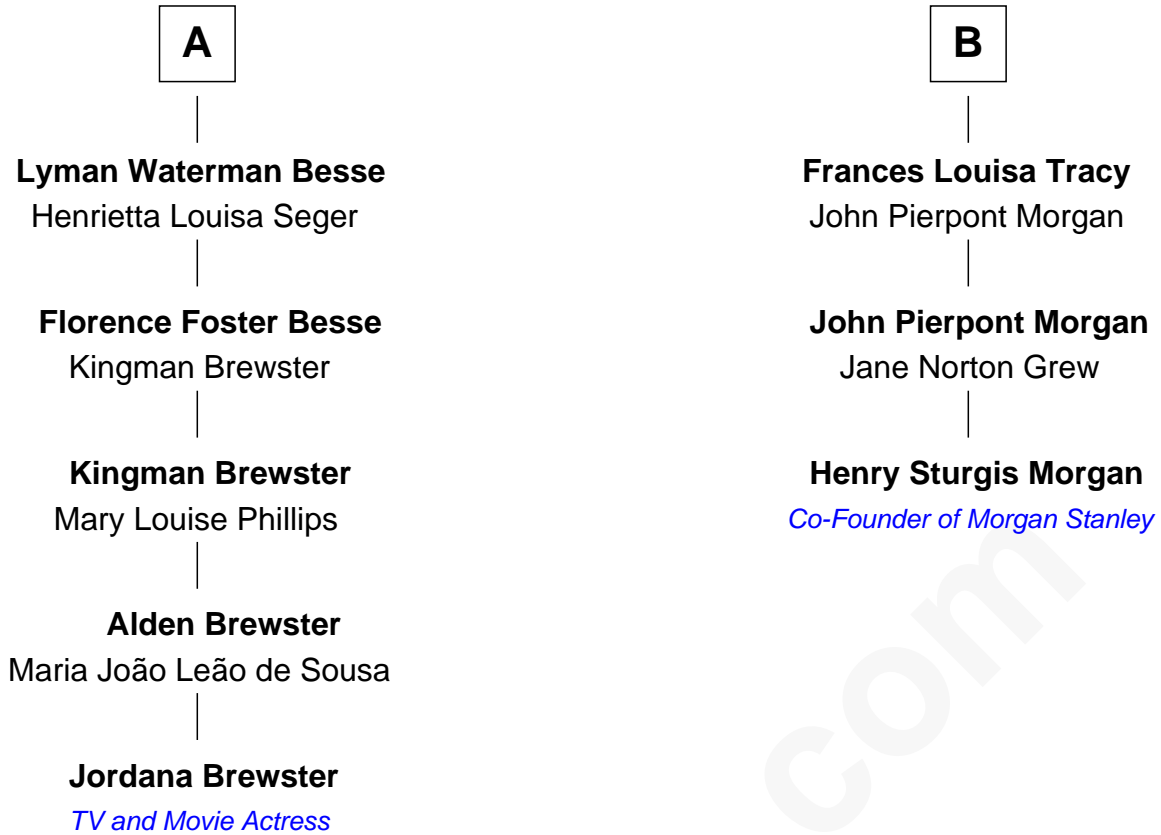 A
Lyman Waterman Besse
Henrietta Louisa Seger
Florence Foster Besse
Kingman Brewster
Kingman Brewster
Mary Louise Phillips
Alden Brewster
Maria João Leão de Sousa
Jordana Brewster
TV and Movie Actress
B
Frances Louisa Tracy
John Pierpont Morgan
John Pierpont Morgan
Jane Norton Grew
Henry Sturgis Morgan
Co-Founder of Morgan Stanley
com